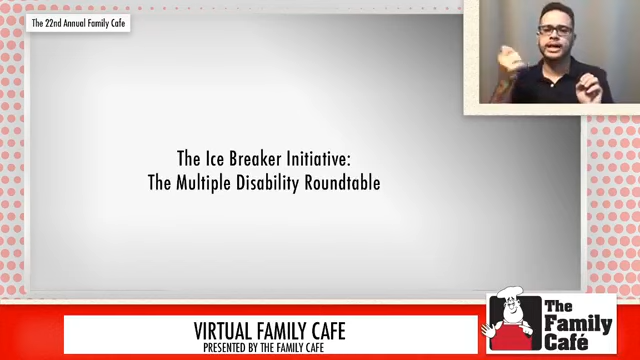 The 22nd Annual Family Cafe
The Ice Breaker Initiative:
The Multiple Disability Roundtable
VIRTUAL FAMILY CAFE
PRESENTED BY THE FAMILY CAFE
The
Family
Café